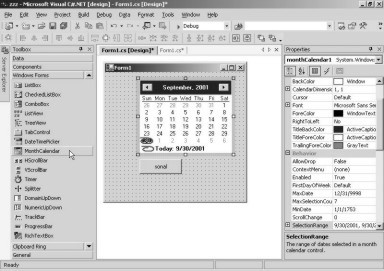 zzz - Microsoft Visual C#.NET [design] - Form1.cs [Design]*
File Edit View Project Build Debug Data Format Tools Window Help
Debug
Toolbox
Data
Components
Windows Forms
ListBox
CheckedListBox
ComboBox
ListView
TreeView
TabControl
DateTimePicker
MonthCalendar
HScrollBar
VScrollBar
Timer
Splitter
DomainUpDown
NumericUpDown
TrackBar
ProgressBar
RichTextBox
Clipboard Ring
General
Server Explorer
Form1.cs [Design]* Form1.cs*
Form1
September, 2001
Sun Mon Tue Wed Thu Fri Sat
26 27 28 29 30 31 1
2 3 4 5 6 7 8
9 10 11 12 13 14 15
16 17 18 19 20 21 22
23 24 25 26 27 28 29
30 1 2 3 4 5 6
Today: 9/30/2001
sonal
Properties
monthCalendar1 System.Windows
BackColor Window
CalendarDimensic 1, 1
Cursor Default
Font Microsoft Sans Ser
ForeColor WindowText
RightToLeft No
TitleBackColor ActiveCaptio
TitleForeColor ActiveCaptio
TrailingForeColor GrayText
Behavior
AllowDrop False
ContextMenu (none)
Enabled True
FirstDayOfWeek Default
MaxDate 12/31/9998
MaxSelectionCou 7
MinDate 1/1/1753
ScrollChange 0
SelectionRange 9/30/2001, 9/30/2
SelectionRange
The range of dates selected in a month calendar control.
Ready